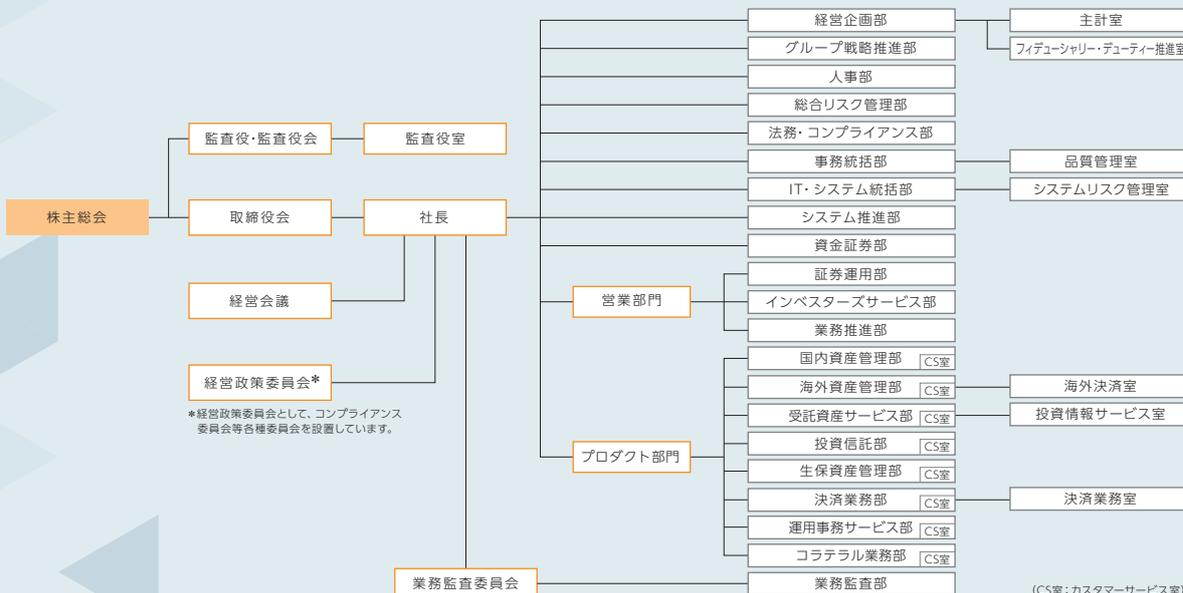 経営企画部
主計室
グループ戦略推進部
フィデューシャリー・デューティー推進室
人事部
総合リスク管理部
法務・コンプライアンス部
監査役・監査役会
監査役室
事務統括部
品質管理室
IT・システム統括部
システムリスク管理室
株主総会
取締役会
社長
システム推進部
資金証券部
証券運用部
経営会議
営業部門
インベスターズサービス部
業務推進部
国内資産管理部 CS室
経営政策委員会*
海外資産管理部 CS室
海外決済室
*経営政策委員会として、コンプライアンス
委員会等各種委員会を設置しています。
受託資産サービス部 CS室
投資情報サービス室
投資信託部 CS室
プロダクト部門
生保資産管理部 CS室
決済業務部 CS室
決済業務室
運用事務サービス部 CS室
コラテラル業務部 CS室
業務監査委員会
業務監査部
(CS室:カスタマーサービス室)